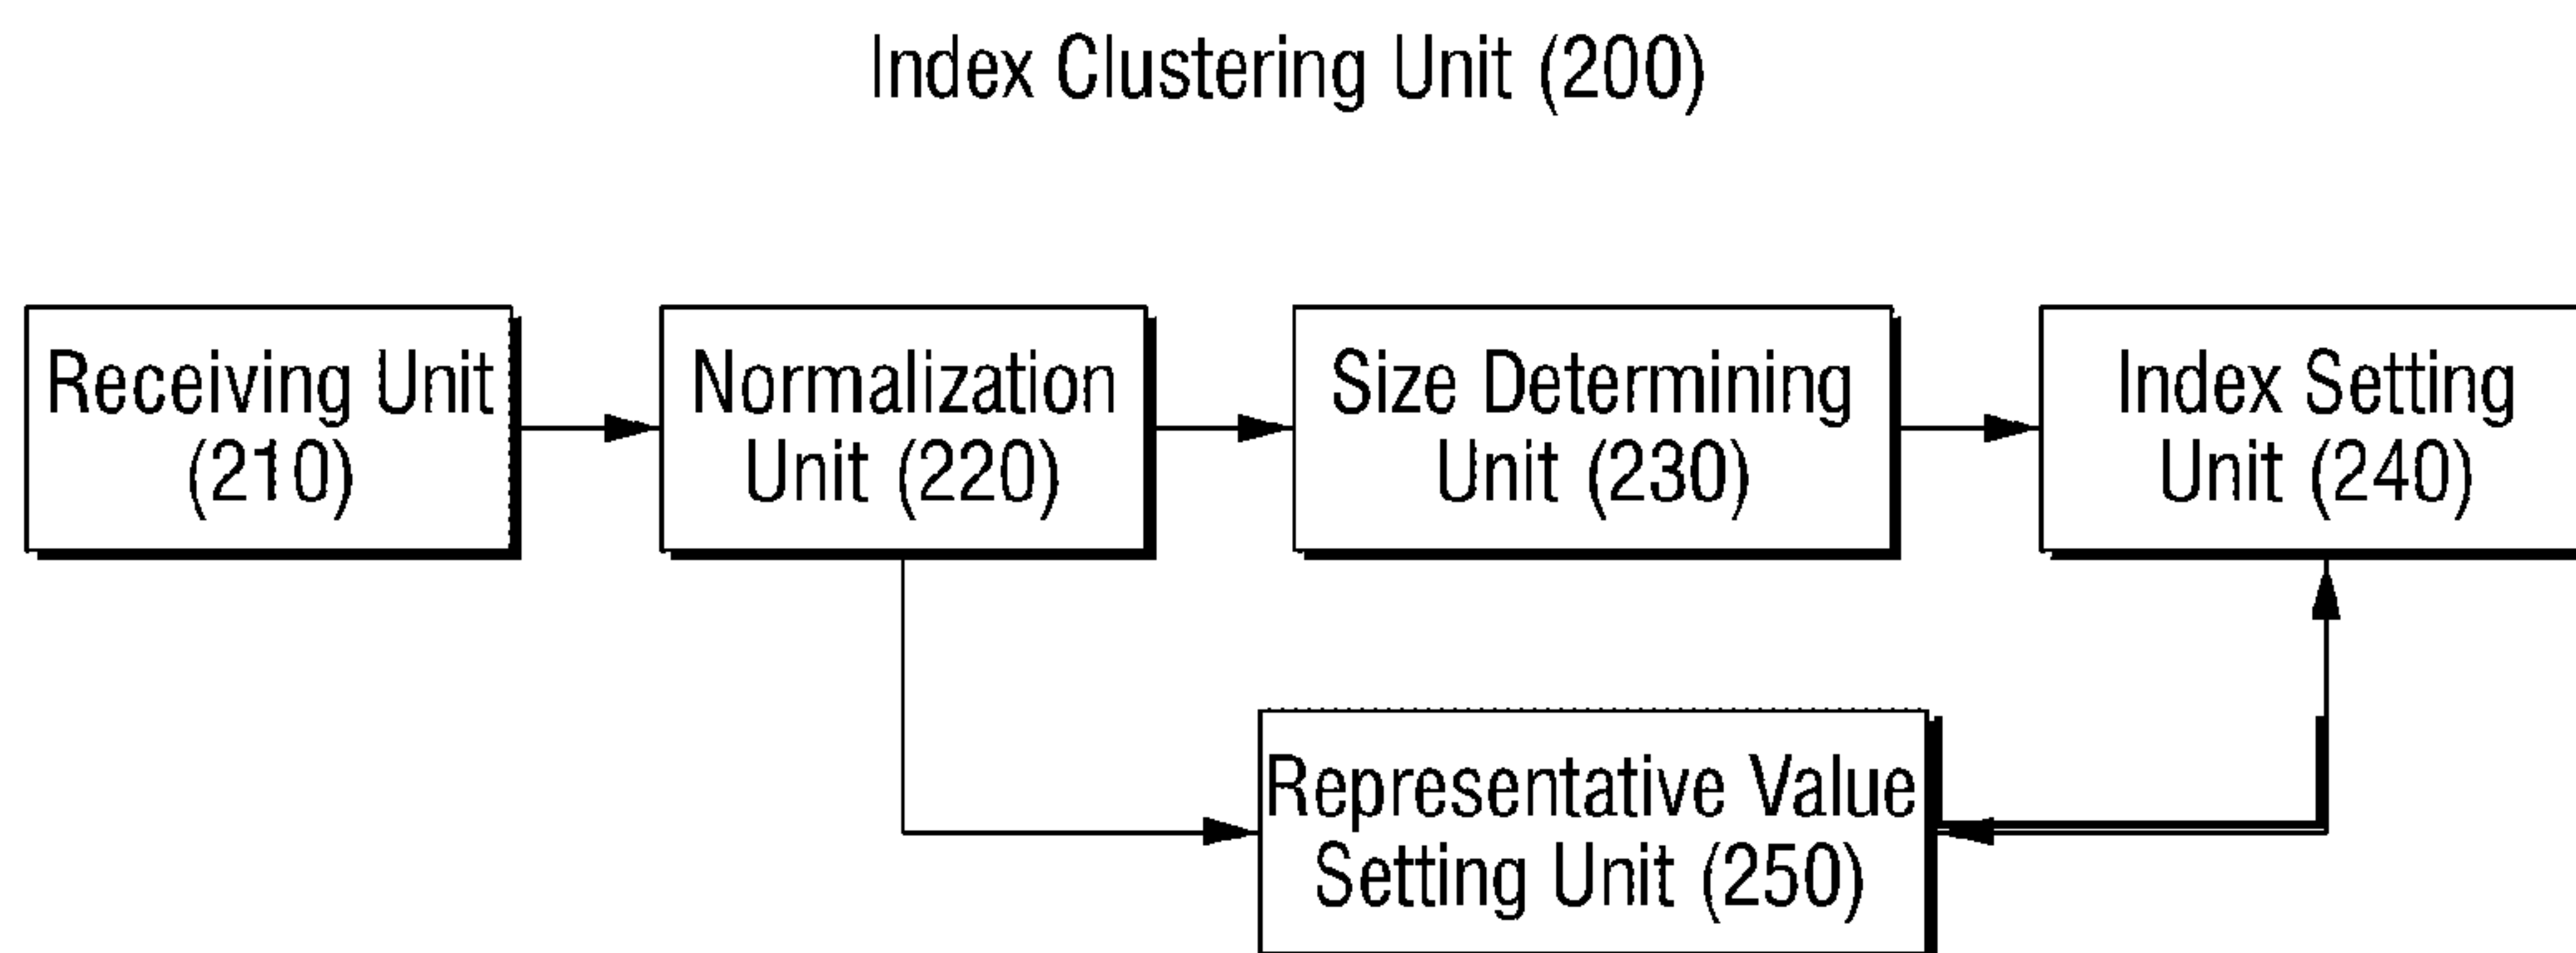 Index Clustering Unit (200)
Receiving Unit
(210)
Normalization
Unit (220)
Size Determining
Unit (230)
Index Setting
Unit (240)
Representative Value
Setting Unit (250)